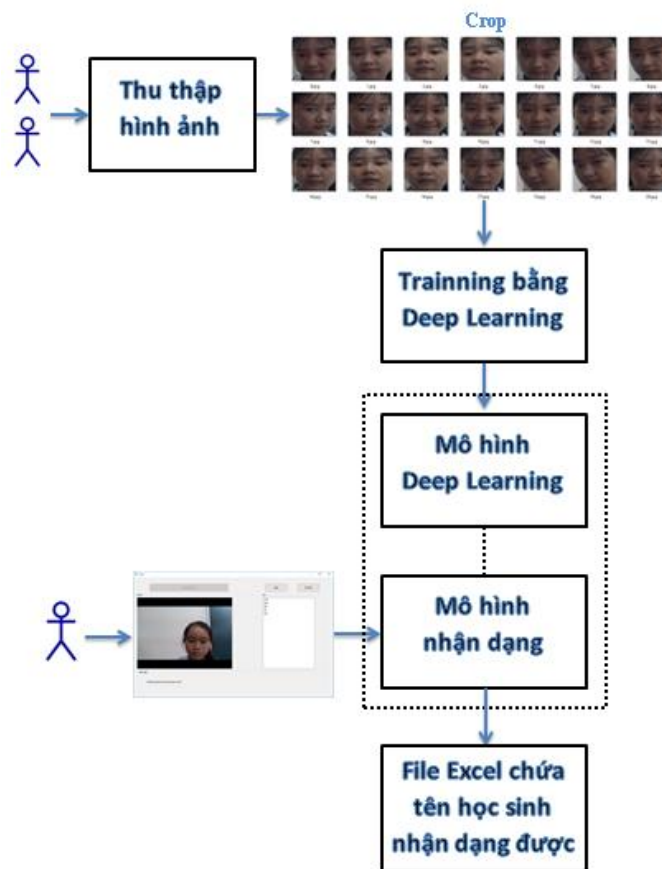 Crop
Thu thập
hình ảnh
Trainning bằng
Deep Learning
Mô hình
Deep Learning
Mô hình
nhận dạng
File Excel chứa
tên học sinh
nhận dạng được